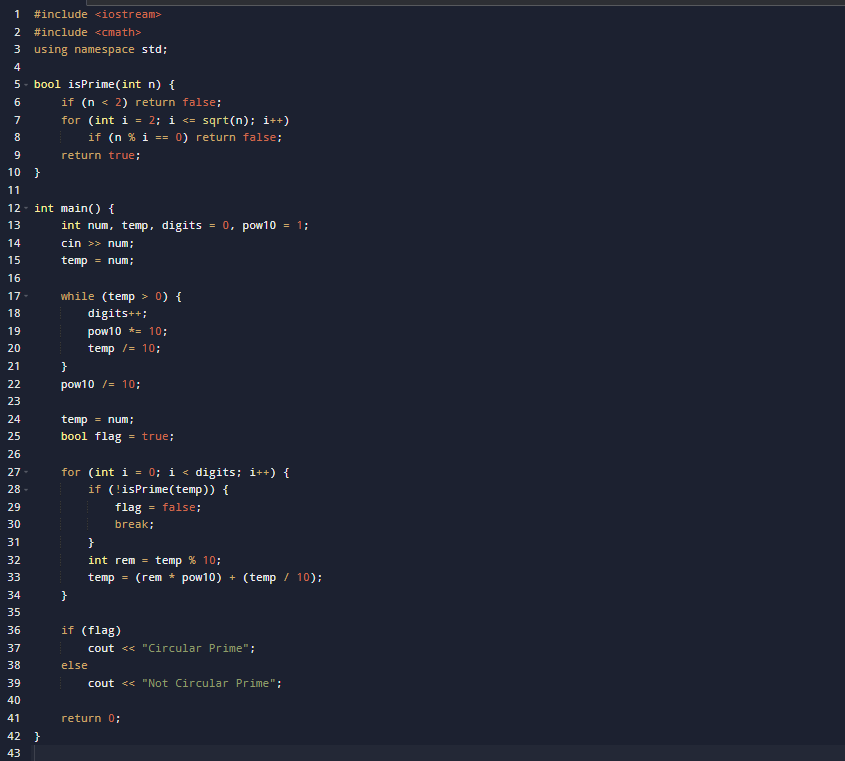 1 #include <iostream>
2 #include <cmath>
3 using namespace std;
4
5 bool isPrime(int n) {
6     if (n < 2) return false;
7     for (int i = 2; i <= sqrt(n); i++)
8         if (n % i == 0) return false;
9     return true;
10 }
11
12 int main() {
13     int num, temp, digits = 0, pow10 = 1;
14     cin >> num;
15     temp = num;
16
17     while (temp > 0) {
18         digits++;
19         pow10 *= 10;
20         temp /= 10;
21     }
22     pow10 /= 10;
23
24     temp = num;
25     bool flag = true;
26
27     for (int i = 0; i < digits; i++) {
28         if (!isPrime(temp)) {
29             flag = false;
30             break;
31         }
32         int rem = temp % 10;
33         temp = (rem * pow10) + (temp / 10);
34     }
35
36     if (flag)
37         cout << "Circular Prime";
38     else
39         cout << "Not Circular Prime";
40
41     return 0;
42 }
43